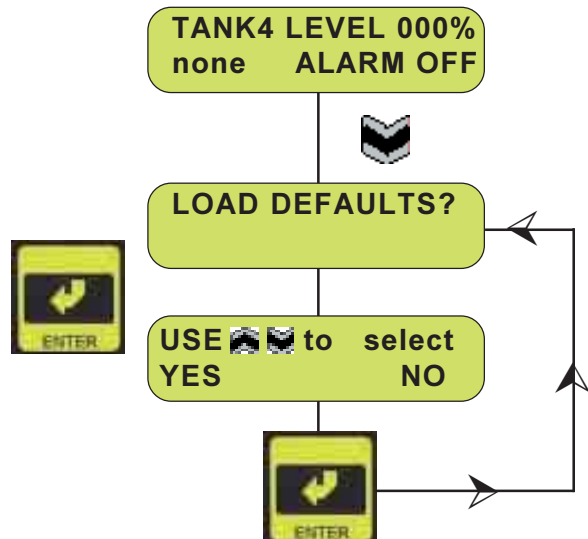 TANK4 LEVEL 000%
none ALARM OFF
LOAD DEFAULTS?
ENTER
USE to select
YES NO
ENTER